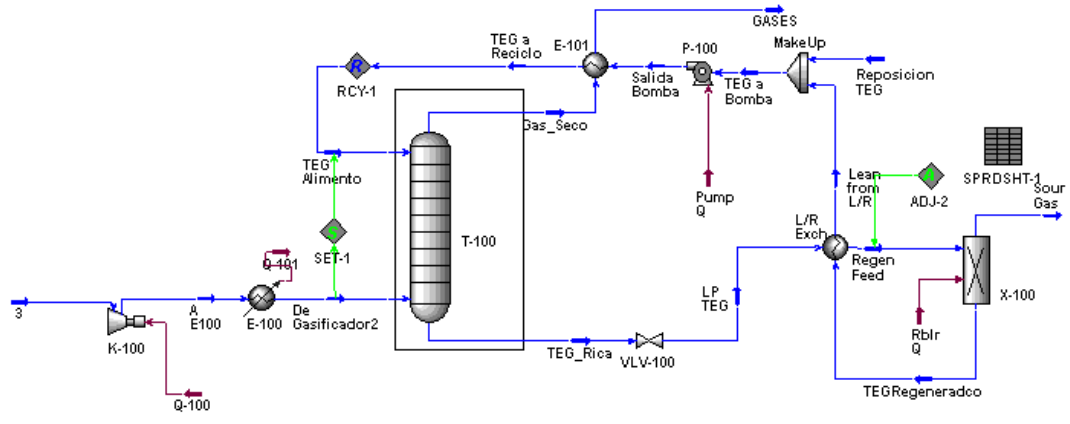 GASES
E-101
TEG a
Reciclo
P-100
MakeUp
R
RCY-1
Salida
Bomba
TEG a
Bomba
Reposicion
TEG
Gas_Seco
TEG
Alimento
Pump
Q
Lean
from
L/R
A
ADJ-2
SPRDSHT-1
Sour
Gas
S
SET-1
T-100
L/R
Exch
Regen
Feed
Q-101
3
A
E100
E-100
De
Gasificador2
LP
TEG
X-100
Rblr
Q
K-100
TEG_Rica
VLV-100
TEGRegeneradco
Q-100